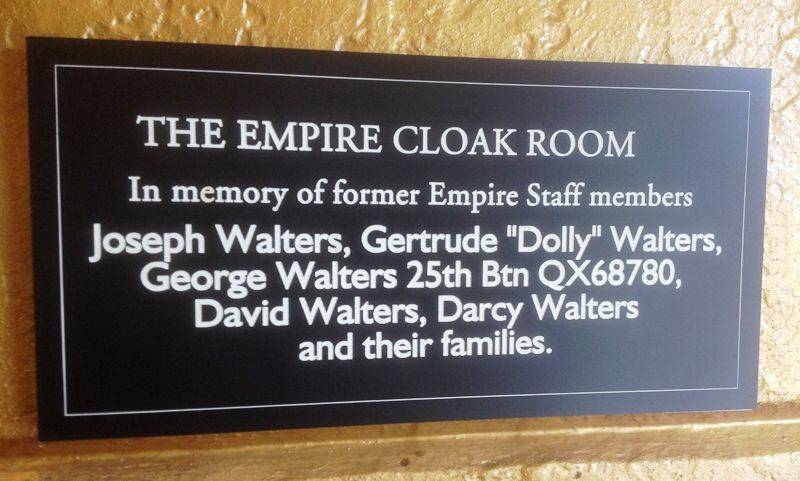 THE EMPIRE CLOAK ROOM
In memory of former Empire Staff members
Joseph Walters, Gertrude "Dolly" Walters,
George Walters 25th Btn QX68780,
David Walters, Darcy Walters
and their families.